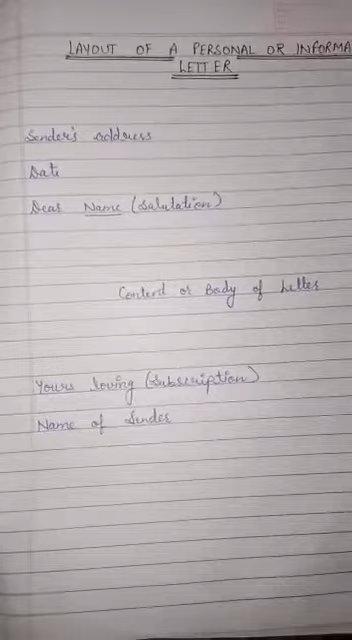 LAYOUT OF A PERSONAL OR INFORMA
LETTER
Sender's address
Date
Dear Name (Salutation)
Content or Body of Letter
Yours loving (Subscription)
Name of Sender